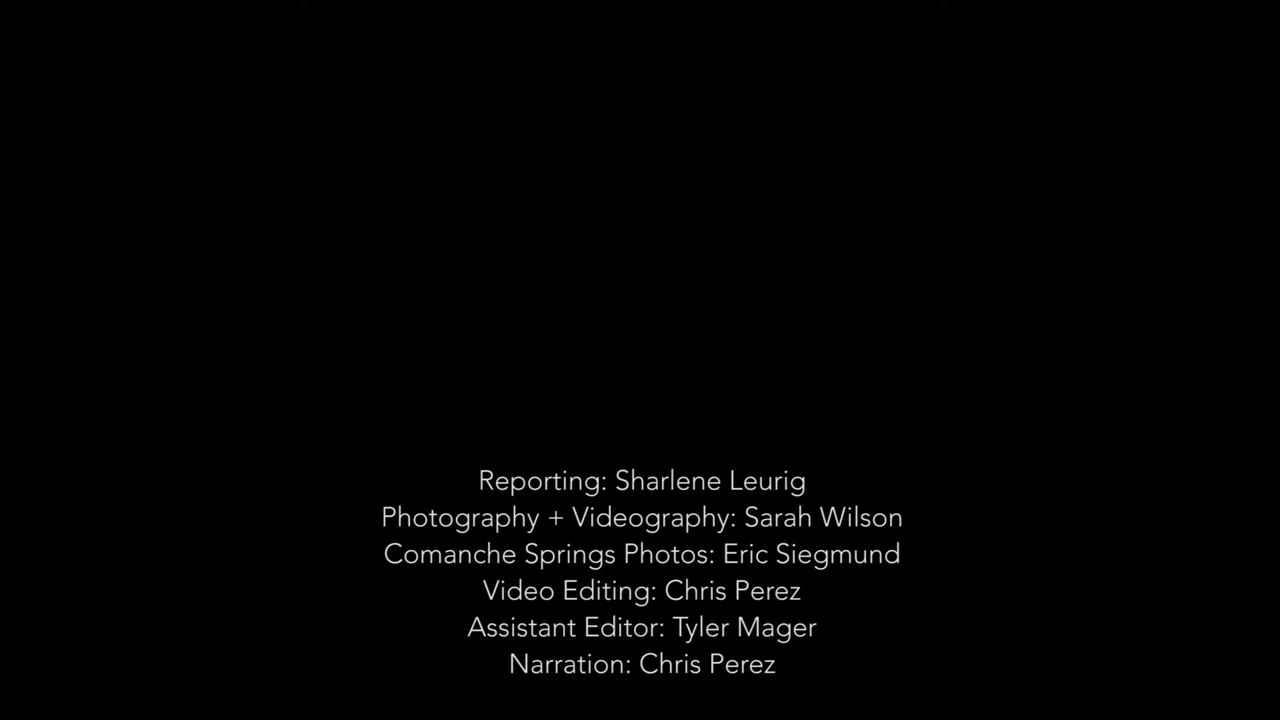 Reporting: Sharlene Leurig
Photography + Videography: Sarah Wilson
Comanche Springs Photos: Eric Siegmund
Video Editing: Chris Perez
Assistant Editor: Tyler Mager
Narration: Chris Perez